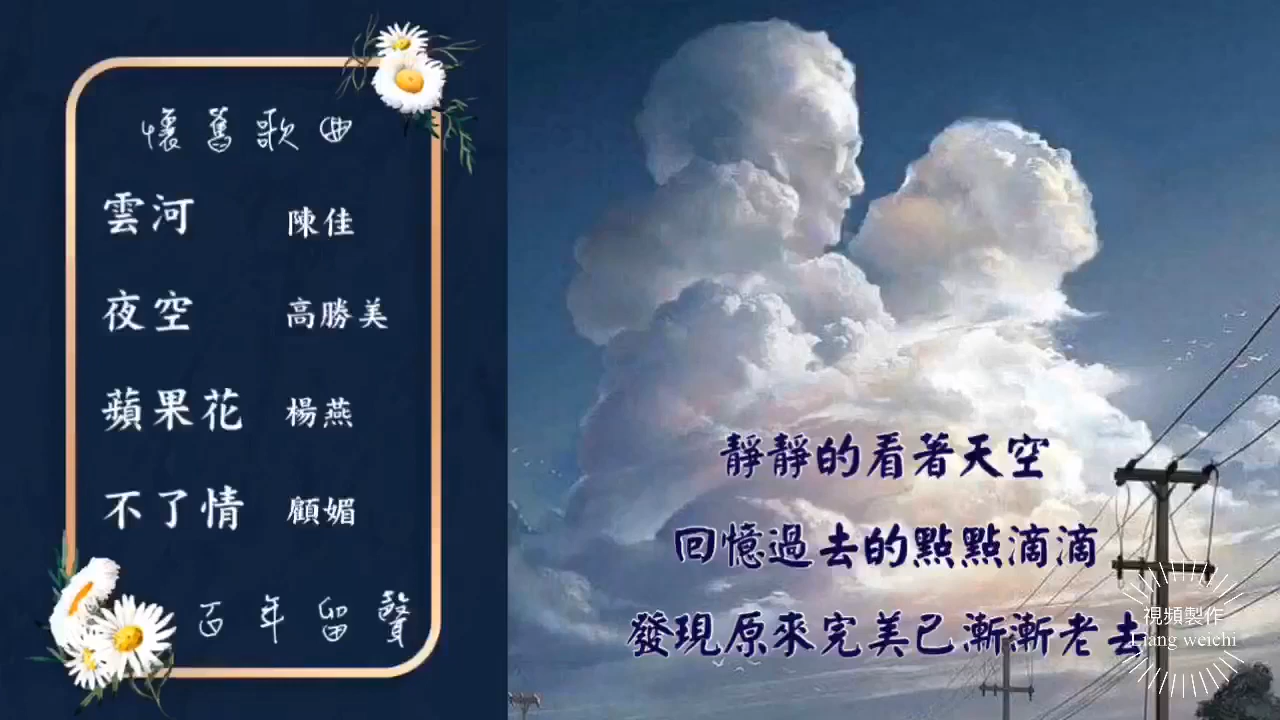 懷舊歌曲
雲河 陳佳
夜空 高勝美
蘋果花 楊燕
不了情 顧媚
百年留聲
靜靜的看著天空
回憶過去的點點滴滴
發現原來完美已漸漸老去
視頻製作
Liang weichi